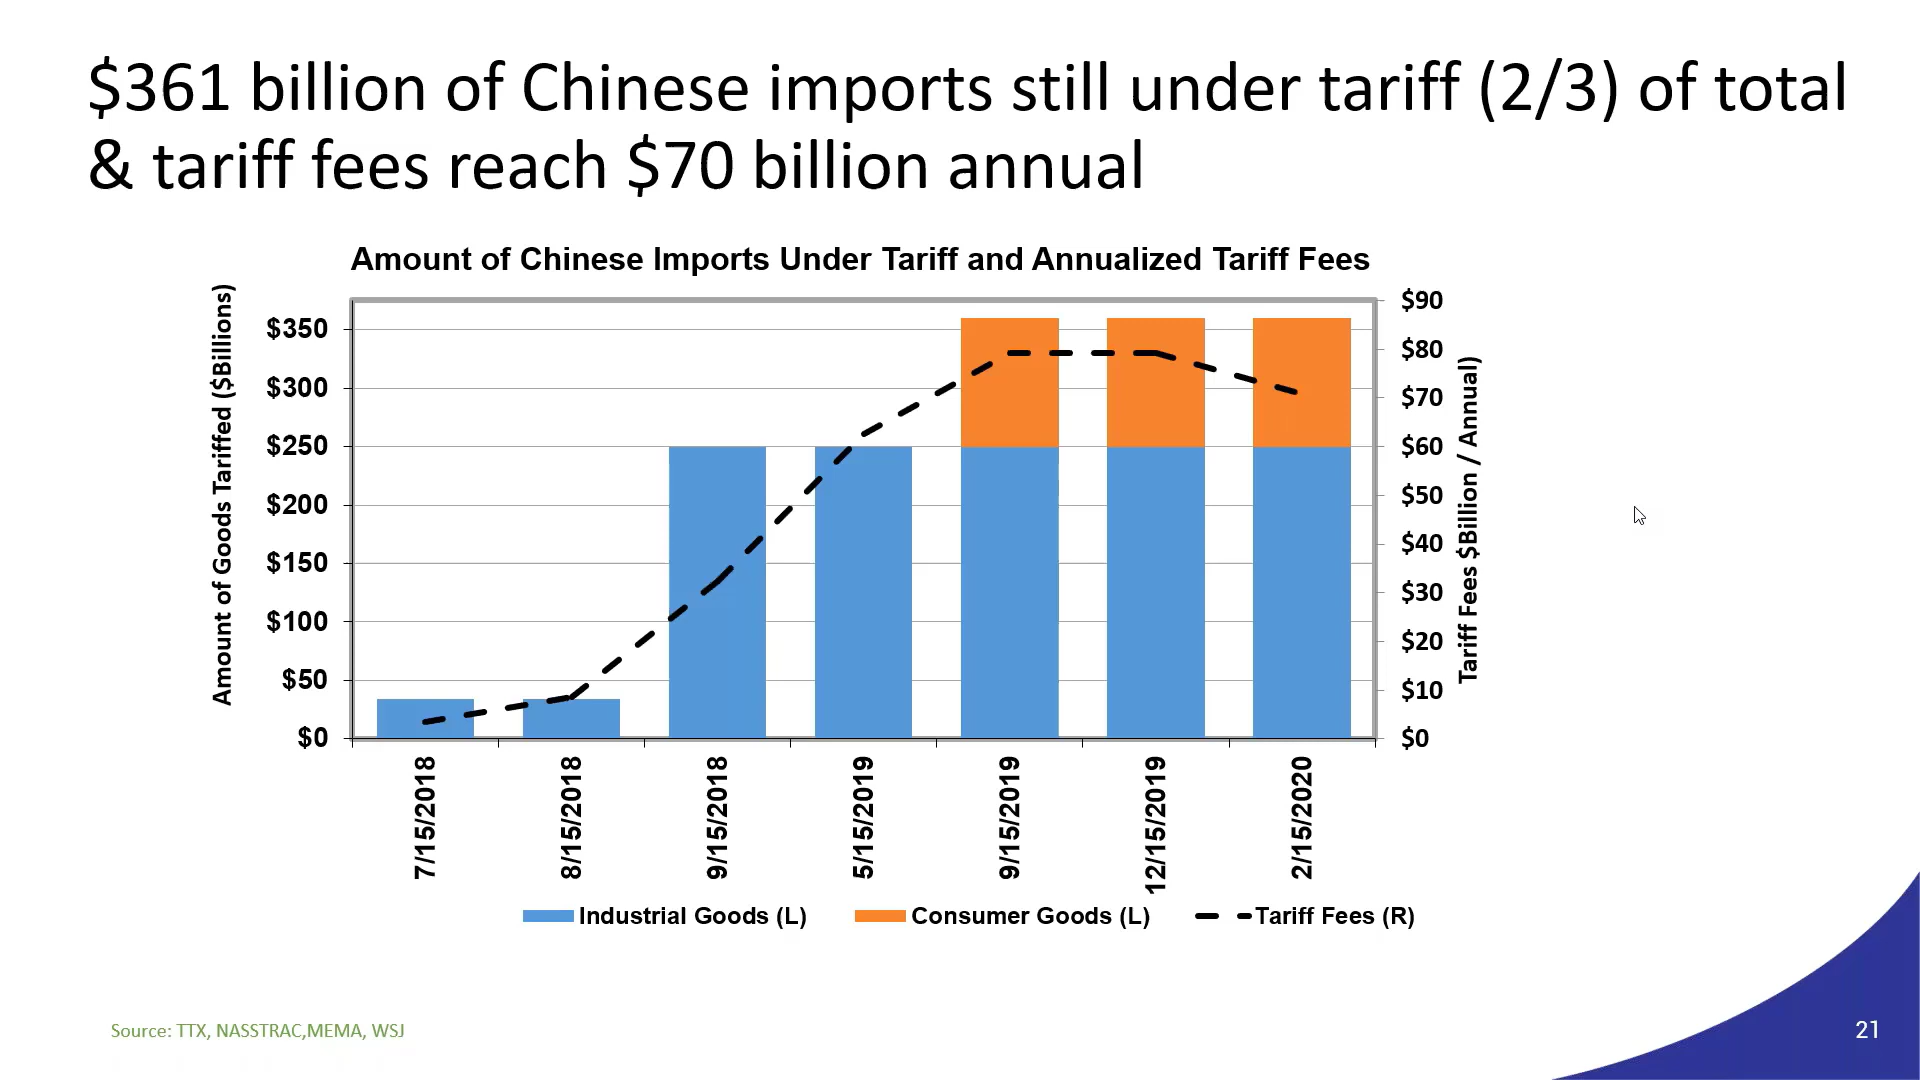 $361 billion of Chinese imports still under tariff (2/3) of total
& tariff fees reach $70 billion annual
Amount of Chinese Imports Under Tariff and Annualized Tariff Fees
Amount of Goods Tariffed ($Billions)
$350
$300
$250
$200
$150
$100
$50
$0
$90
$80
$70
$60
$50
$40
$30
$20
$10
$0
Tariff Fees $Billion / Annual)
7/15/2018
8/15/2018
9/15/2018
5/15/2019
9/15/2019
12/15/2019
2/15/2020
Industrial Goods (L)
Consumer Goods (L)
Tariff Fees (R)
Source: TTX, NASSTRAC,MEMA, WSJ
21